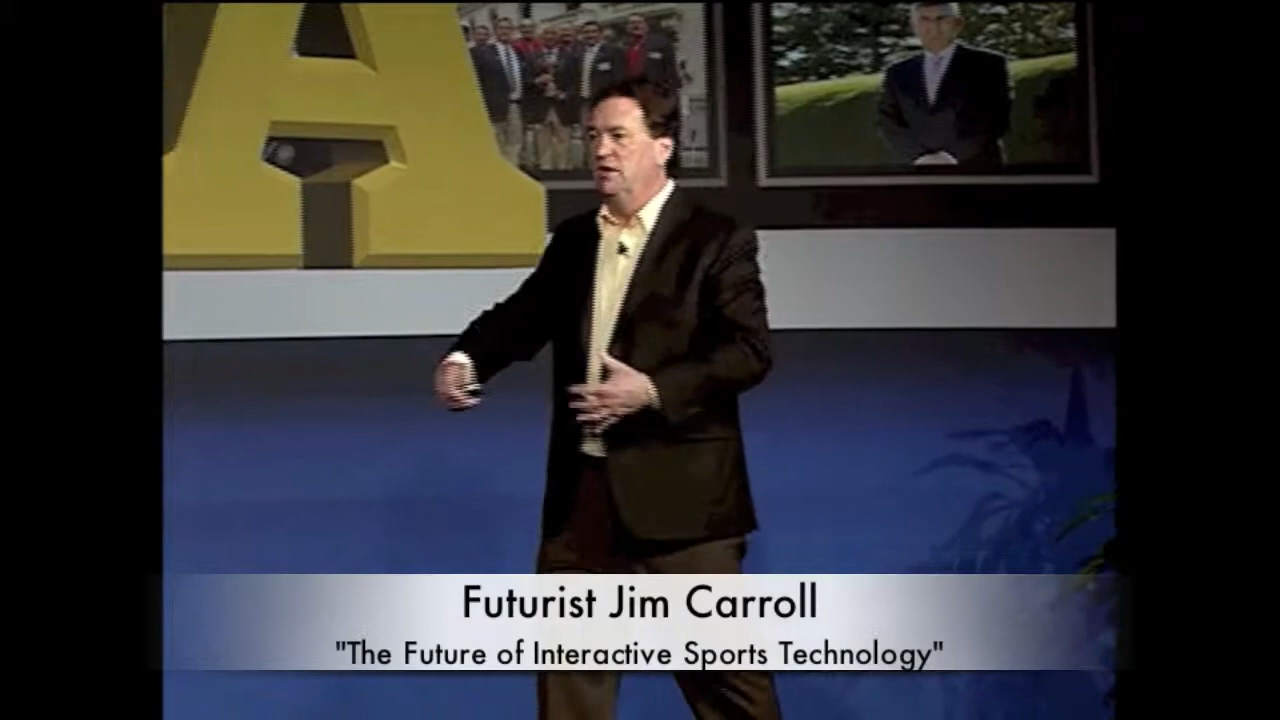 A
Futurist Jim Carroll
"The Future of Interactive Sports Technology"